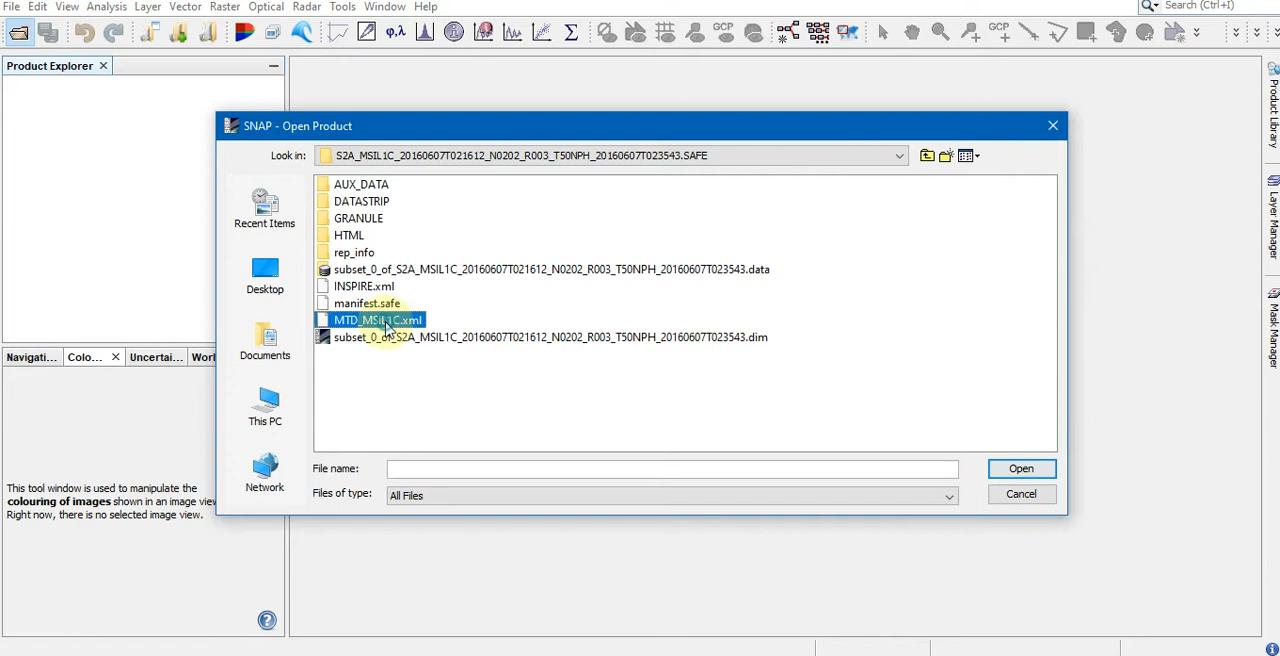 File Edit View Analysis Layer Vector Raster Optical Radar Tools Window Help
Search (Ctrl+I)
φ,λ
Σ
GCP
GCP
Product Explorer
SNAP - Open Product
Look in:
S2A_MSIL1C_20160607T021612_N0202_R003_T50NPH_20160607T023543.SAFE
Recent Items
Desktop
Documents
This PC
Network
AUX_DATA
DATASTRIP
GRANULE
HTML
rep_info
subset_0_of_S2A_MSIL1C_20160607T021612_N0202_R003_T50NPH_20160607T023543.data
INSPIRE.xml
manifest.safe
MTD_MSIL1C.xml
subset_0_of_S2A_MSIL1C_20160607T021612_N0202_R003_T50NPH_20160607T023543.dim
File name:
Open
Files of type:
All Files
Cancel
Navigati... Colo... Uncertai... Worl
This tool window is used to manipulate the
colouring of images shown in an image view
Right now, there is no selected image view.
Product Library
Layer Manager
Mask Manager